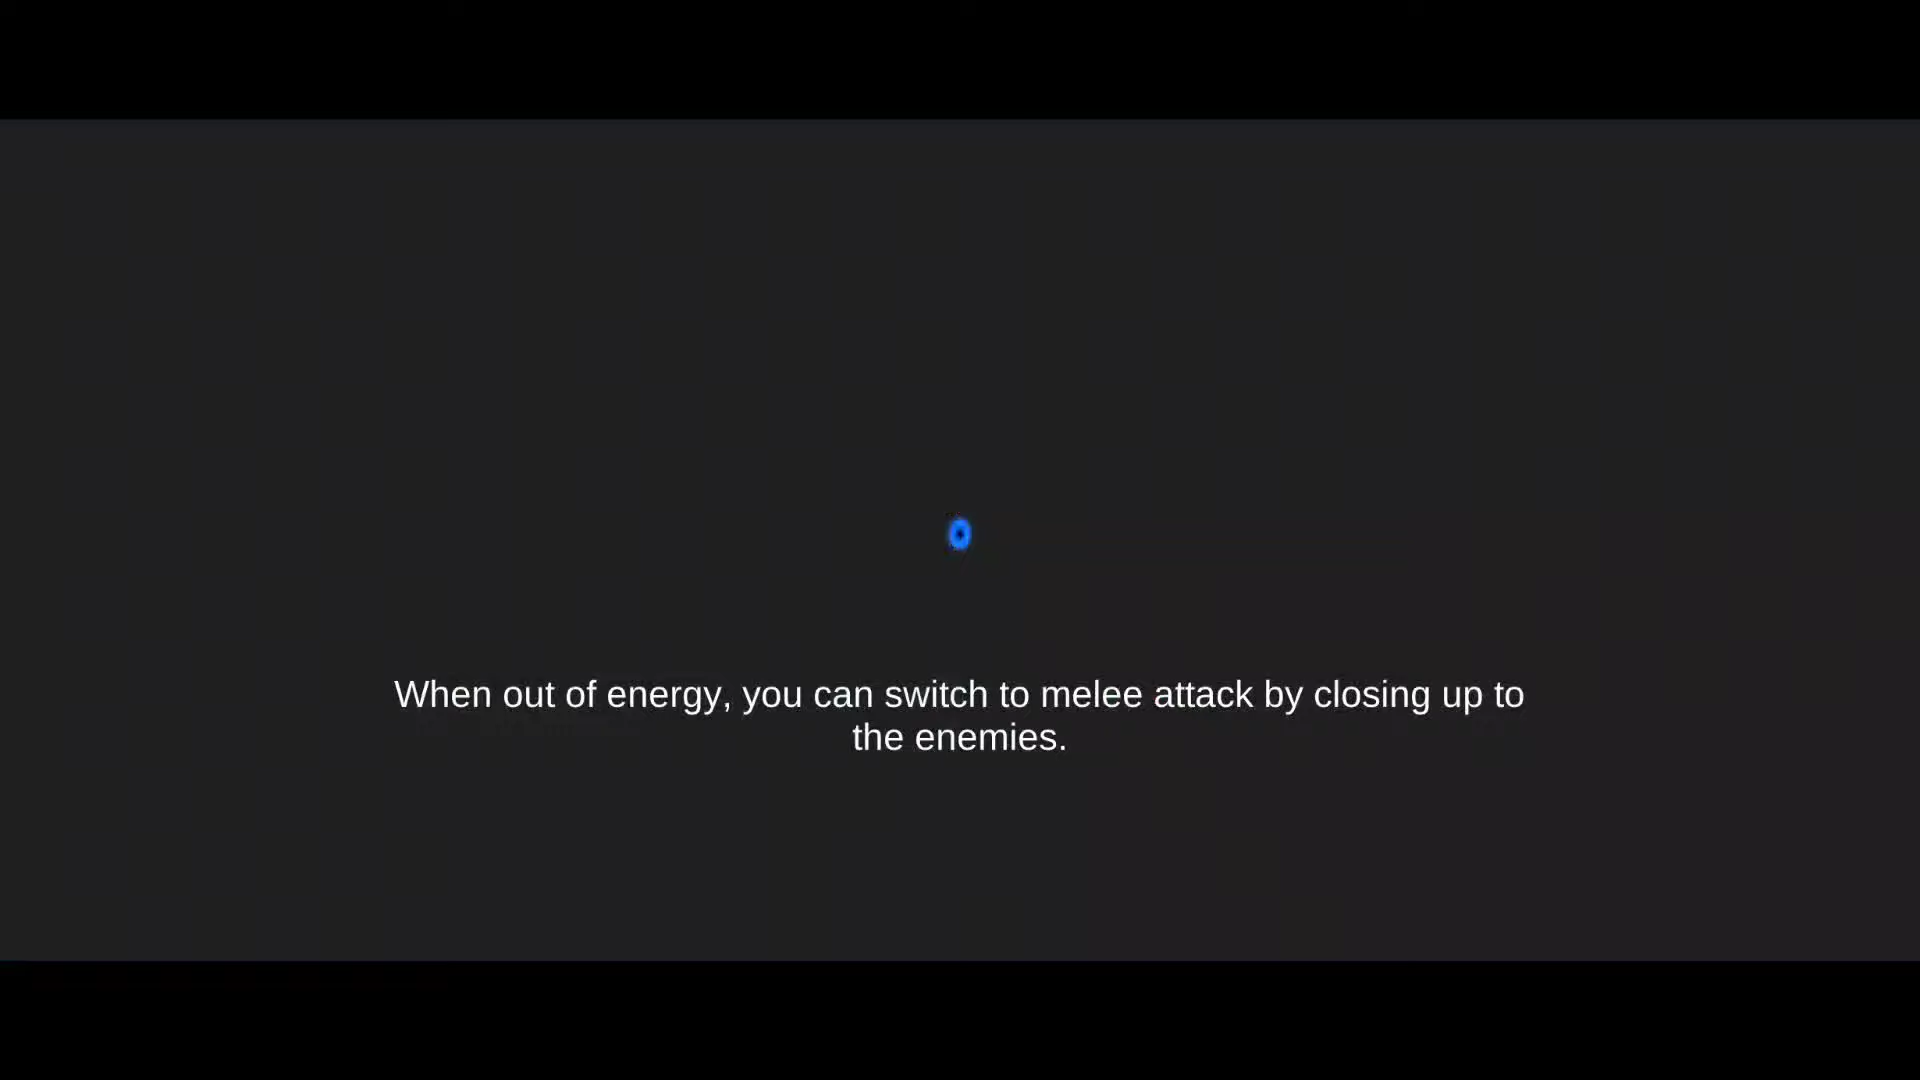 When out of energy, you can switch to melee attack by closing up to
the enemies.